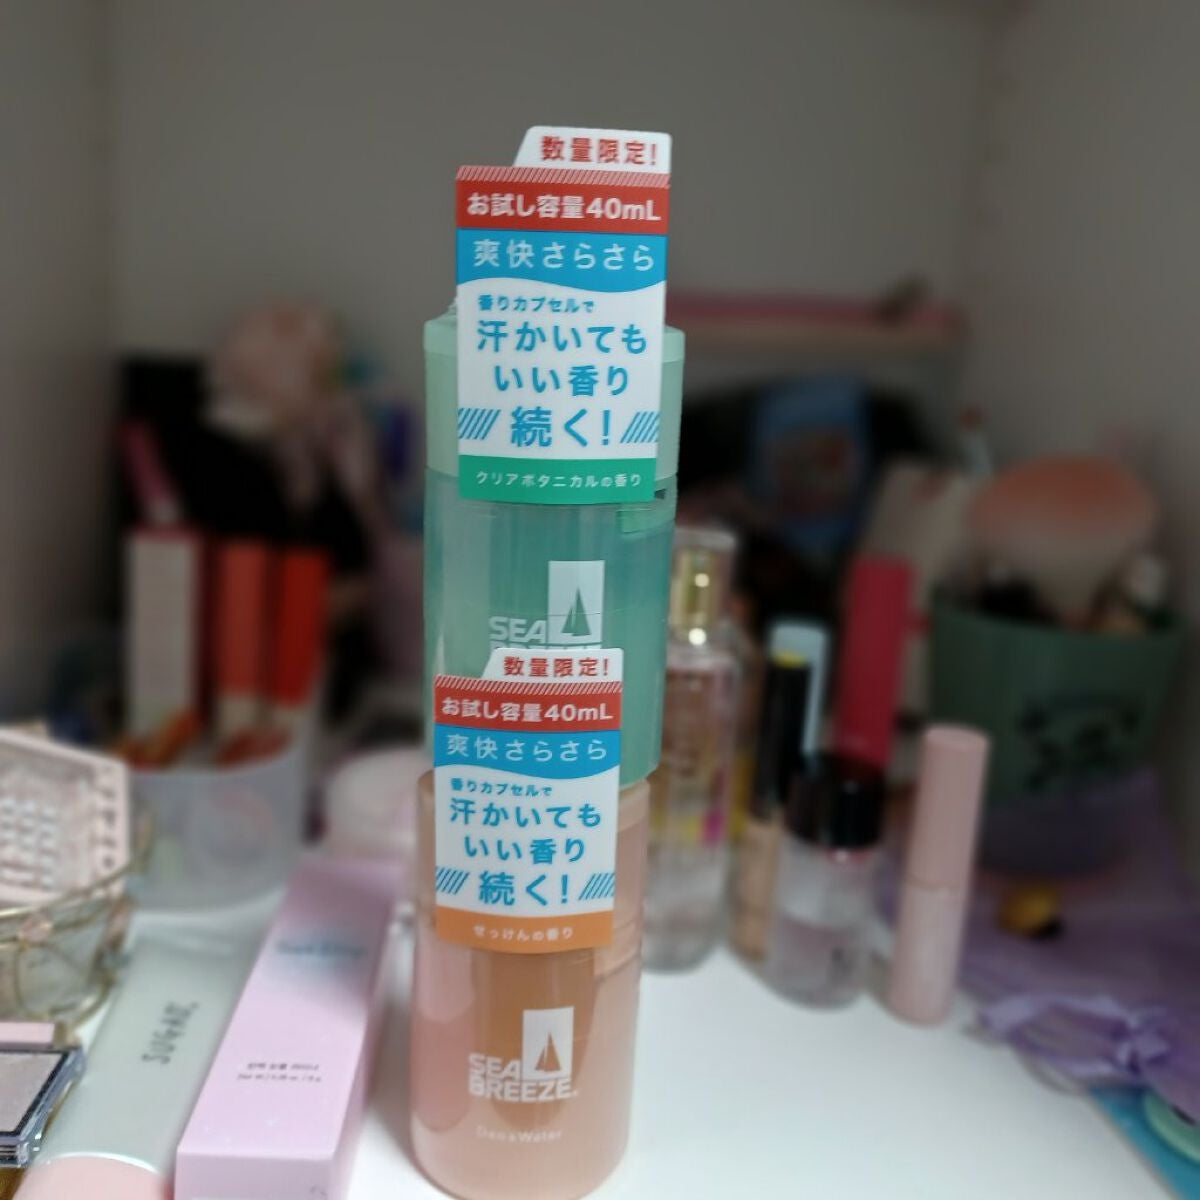 数量限定!
お試し容量40mL
爽快さらさら
香りカプセルで
汗かいても
いい香り
続く!
クリアボタニカルの香り
SEA
数量限定!
お試し容量40mL
爽快さらさら
香りカプセルで
汗かいても
いい香り
続く!
せっけんの香り
SEA
BREEZE
Deo&Water